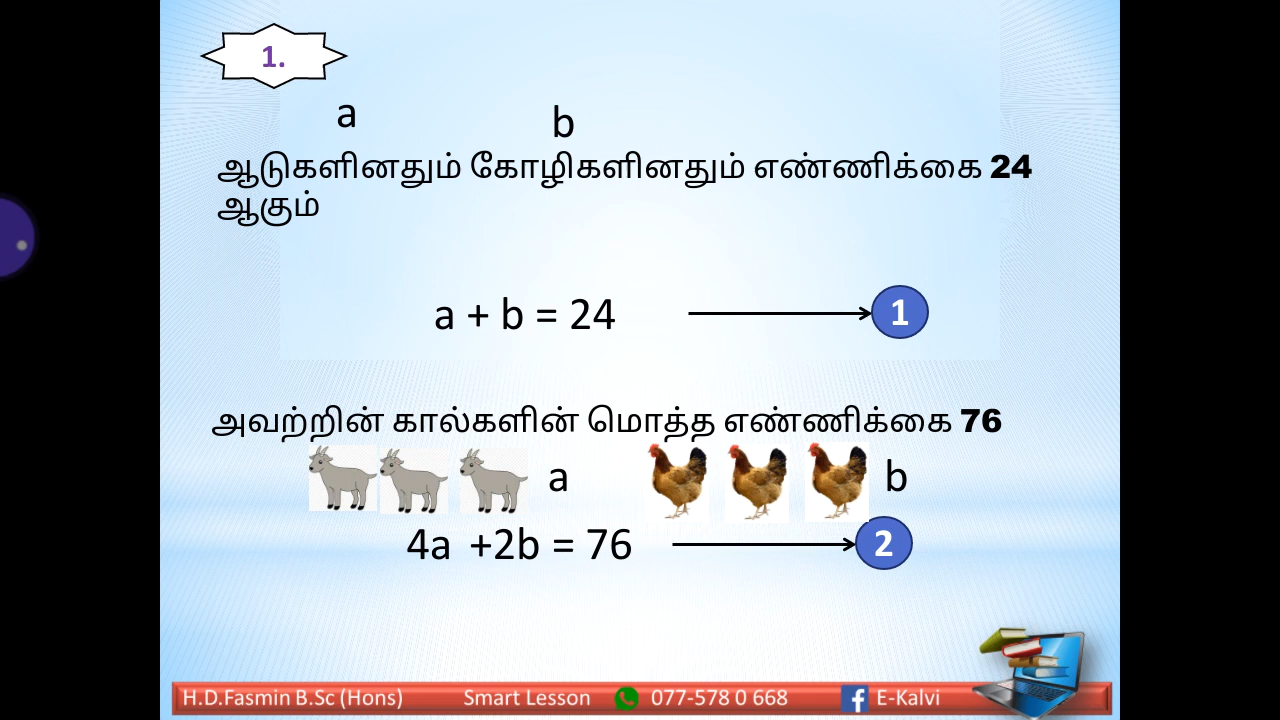 1.
a b
ஆடுகளினதும் கோழிகளினதும் எண்ணிக்கை 24
ஆகும்
a + b = 24 1
அவற்றின் கால்களின் மொத்த எண்ணிக்கை 76
a b
4a +2b = 76 2
H.D.Fasmin B.Sc (Hons) Smart Lesson 077-578 0 668 E-Kalvi